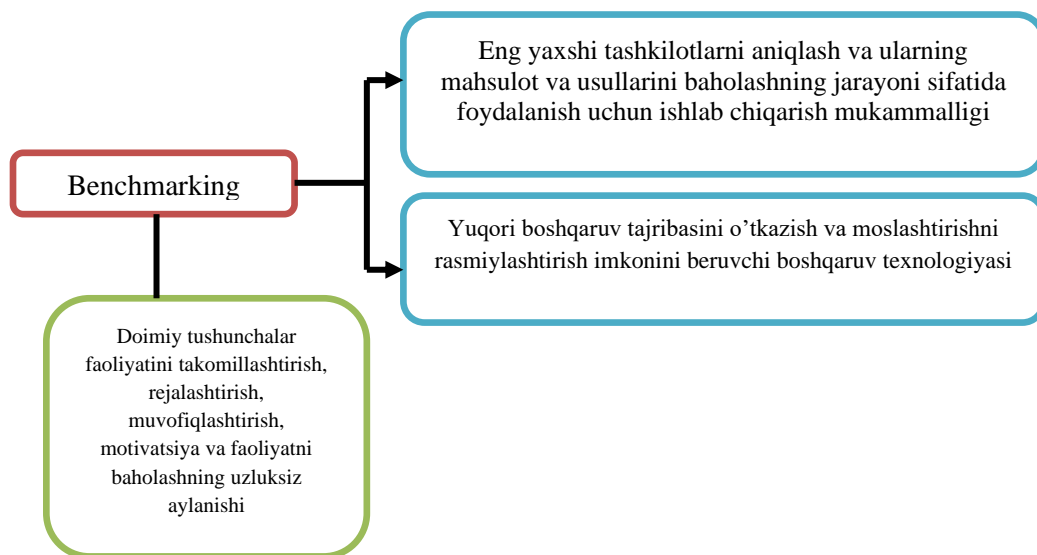 Eng yaxshi tashkilotlarni aniqlash va ularning
mahsulot va usullarini baholashning jarayoni sifatida
foydalanish uchun ishlab chiqarish mukammalligi
Benchmarking
Yuqori boshqaruv tajribasini o’tkazish va moslashtirishni
rasmiylashtirish imkonini beruvchi boshqaruv texnologiyasi
Doimiy tushunchalar
faoliyatini takomillashtirish,
rejalashtirish,
muvofiqlashtirish,
motivatsiya va faoliyatni
baholashning uzluksiz
aylanishi